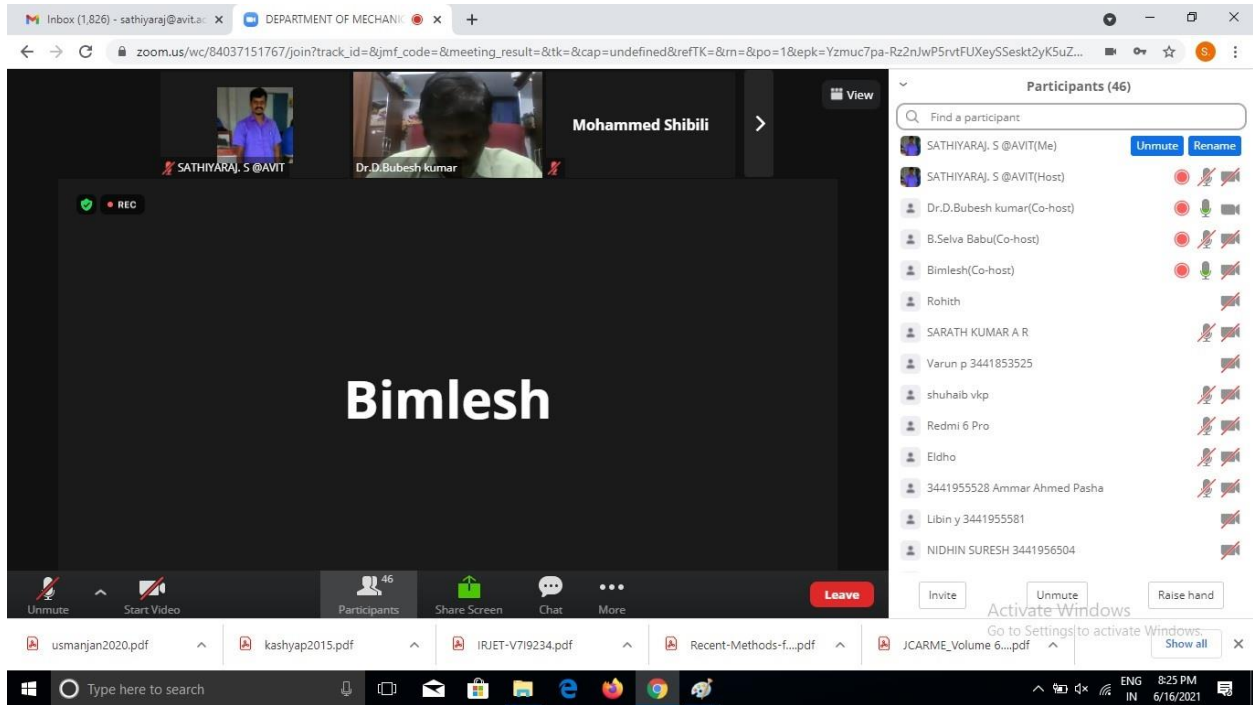 Inbox (1,826) - sathiyaraj@avit.ac
DEPARTMENT OF MECHANIC
zoom.us/wc/84037151767/join?track_id=&jmf_code=&meeting_result=&tk=&cap=undefined&refTK=&rn=&po=1&epk=Yzmuc7pa-Rz2nJwP5rvtFUXeySSeskt2yK5uZ...
S.
View
SATHIYARAJ. S @AVIT
Dr.D.Bubesh kumar
Mohammed Shibili
REC
Bimlesh
Participants (46)
Find a participant
SATHIYARAJ. S @AVIT(Me) Unmute Rename
SATHIYARAJ. S @AVIT(Host)
Dr.D.Bubesh kumar(Co-host)
B.Selva Babu(Co-host)
Bimlesh(Co-host)
Rohith
SARATH KUMAR A R
Varun p 3441853525
shuhaib vkp
Redmi 6 Pro
Eldho
3441955528 Ammar Ahmed Pasha
Libin y 3441955581
NIDHIN SURESH 3441956504
Invite Unmute Raise hand
Unmute Start Video Participants 46 Share Screen Chat More Leave
Activate Windows
Go to Settings to activate Windows.
usmanjan2020.pdf kashyap2015.pdf IRJET-V7I9234.pdf Recent-Methods-f....pdf JCARME_Volume 6....pdf Show all
Type here to search
ENG 8:25 PM
IN 6/16/2021